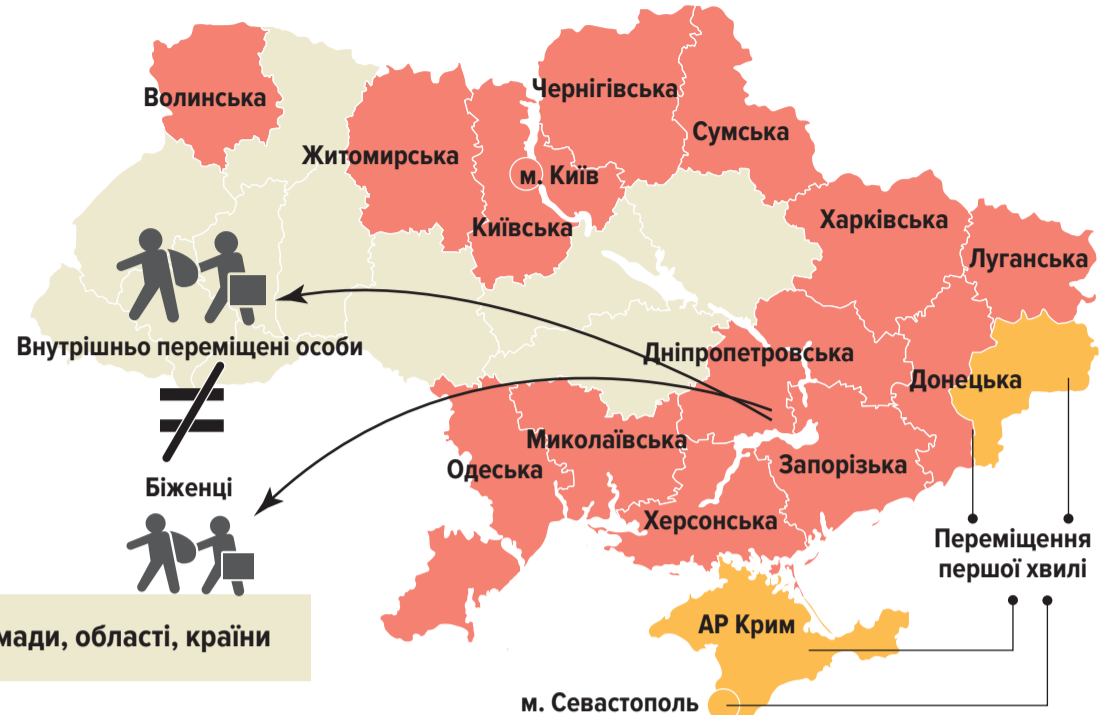 Волинська
Чернігівська
Сумська
Житомирська
м. Київ
Київська
Харківська
Луганська
Внутрішньо переміщені особи
Дніпропетровська
Донецька
Миколаївська
Одеська
Запорізька
Біженці
Херсонська
Переміщення
першої хвилі
АР Крим
області, країни
м. Севастополь